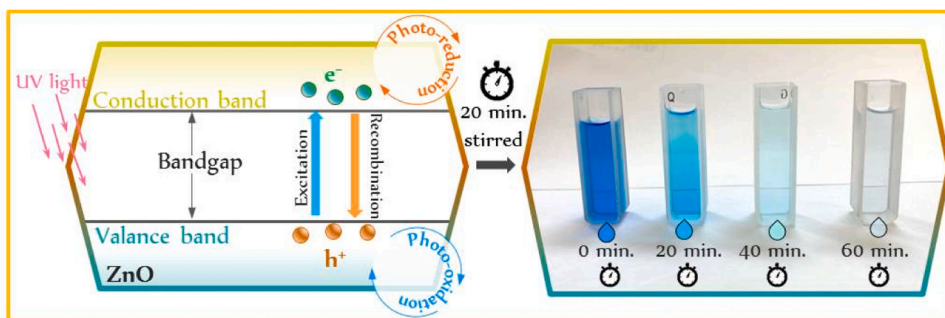 Photo-reduction
UV light
e⁻
Conduction band
Bandgap
Excitation
Recombination
Valance band
h⁺
ZnO
Photo-oxidation
20 min.
stirred
Q
0 min.
20 min.
40 min.
60 min.